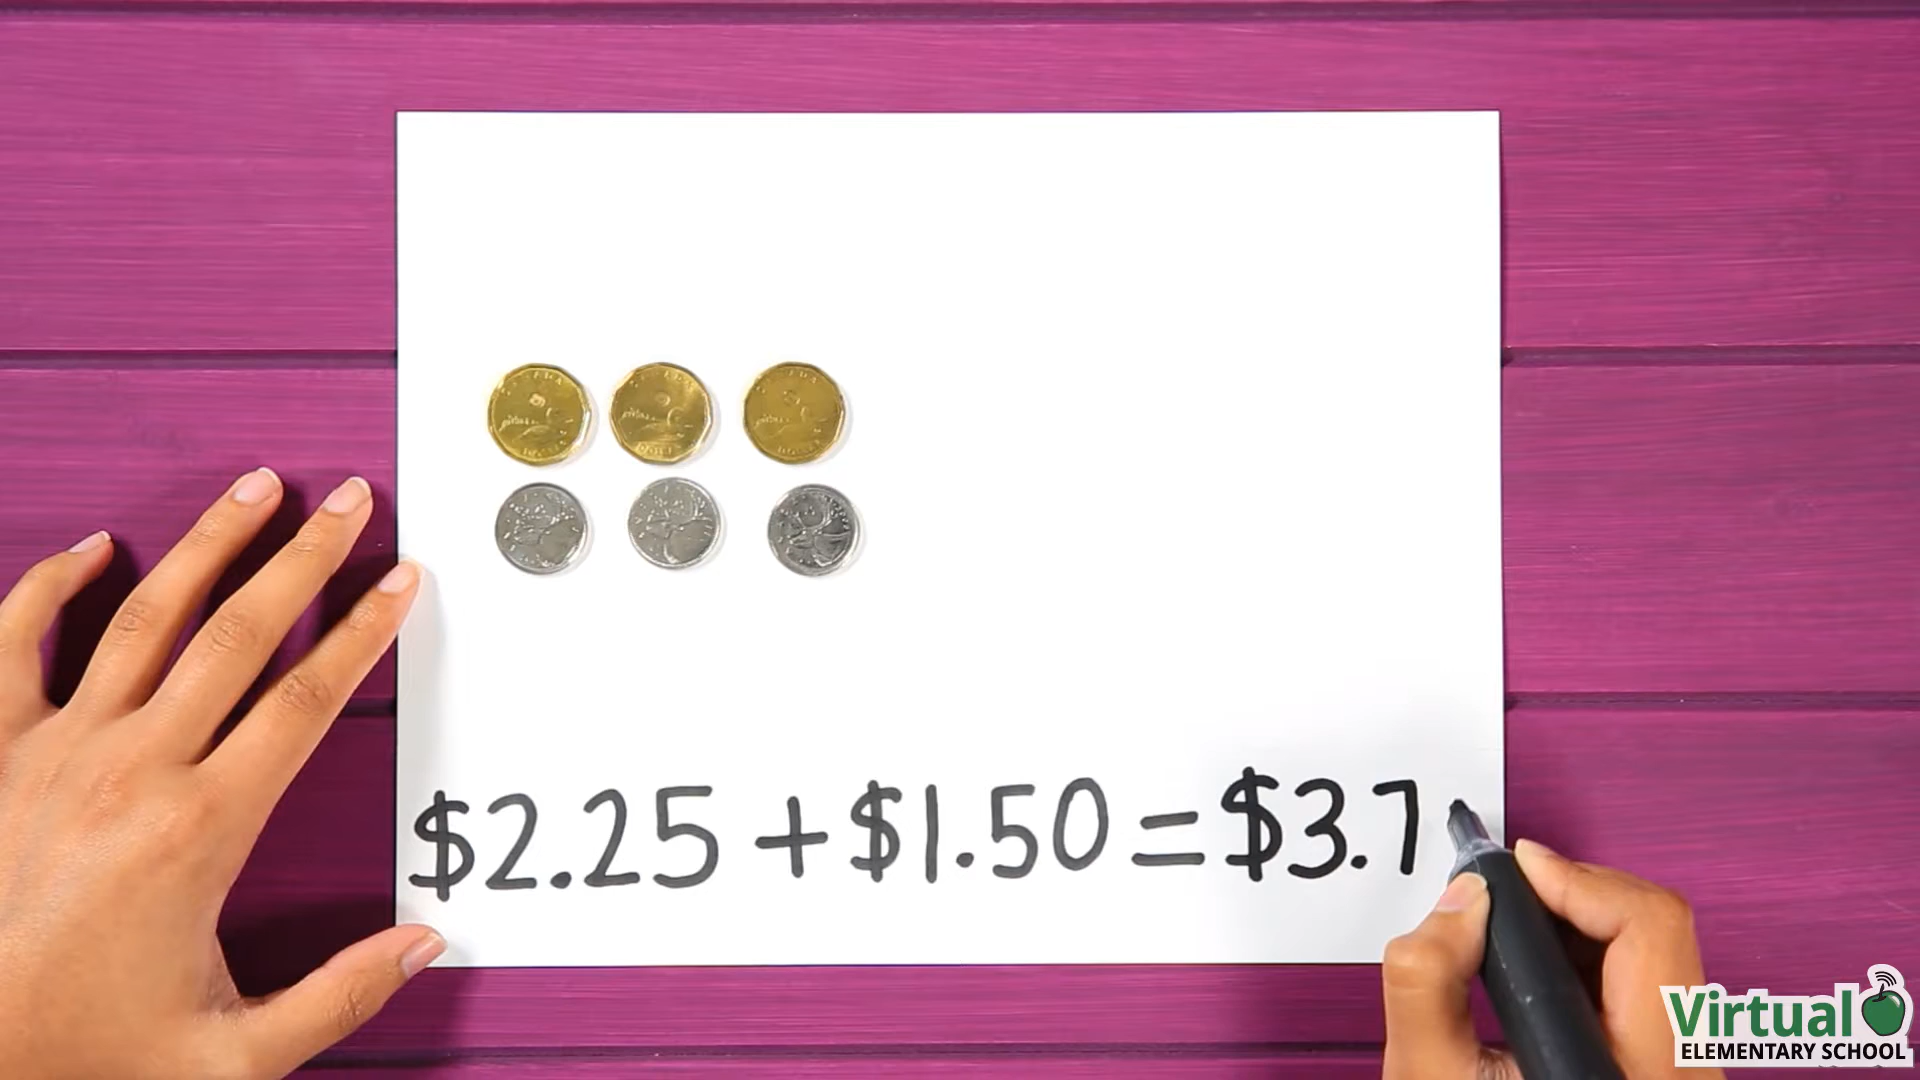 $2.25 + $1.50 = $3.7
Virtual
ELEMENTARY SCHOOL